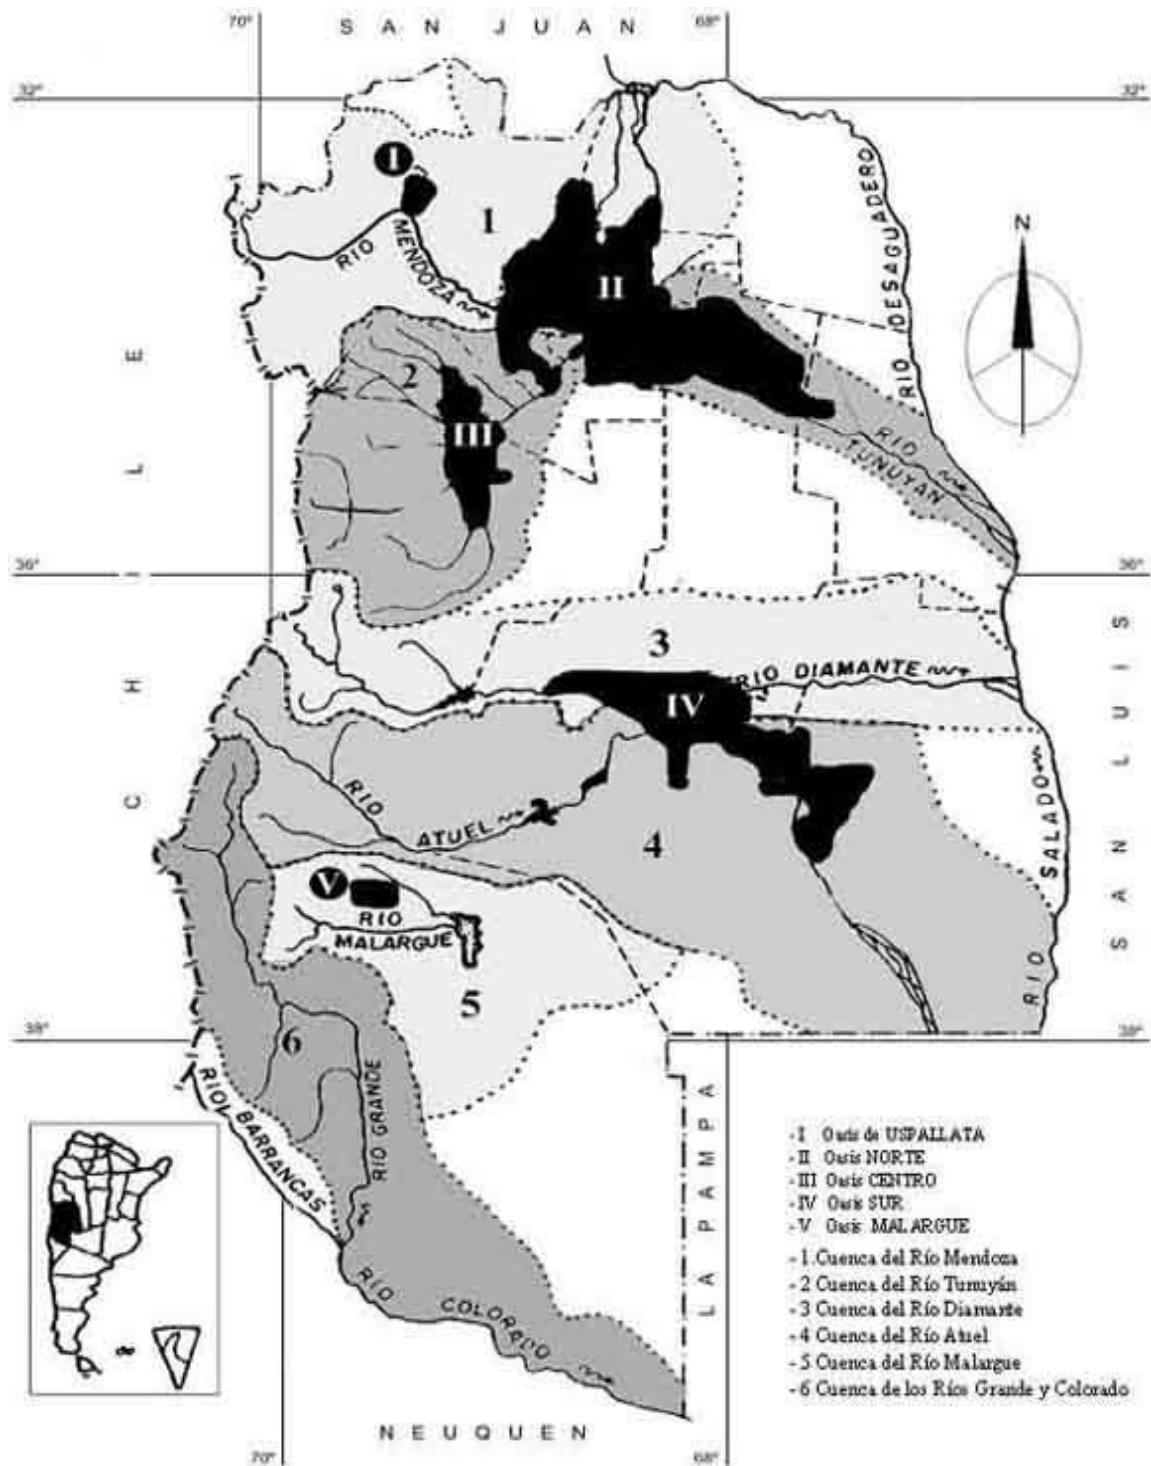 70°
SAN JUAN
68°
32°
32°
I
1
RIO MENDOZA
II
RIO DESAGUADERO
N
2
III
RIO TUNUYAN
CHILE
36°
36°
3
RIO DIAMANTE
IV
SAN LUIS
RIO ATUEL
4
RIO SALADO
V
RIO MALARGUE
5
6
38°
38°
RIO GRANDE
RIO BARRANCAS
LA PAMPA
RIO COLORADO
NEUQUEN
70°
68°
-I Oasis de USPALLATA
-II Oasis NORTE
-III Oasis CENTRO
-IV Oasis SUR
-V Oasis MALARGUE
-1.Cuenca del Río Mendoza
-2 Cuenca del Río Tunuyán
-3 Cuenca del Río Diamante
-4 Cuenca del Río Atuel
-5 Cuenca del Río Malargue
-6 Cuenca de los Ríos Grande y Colorado